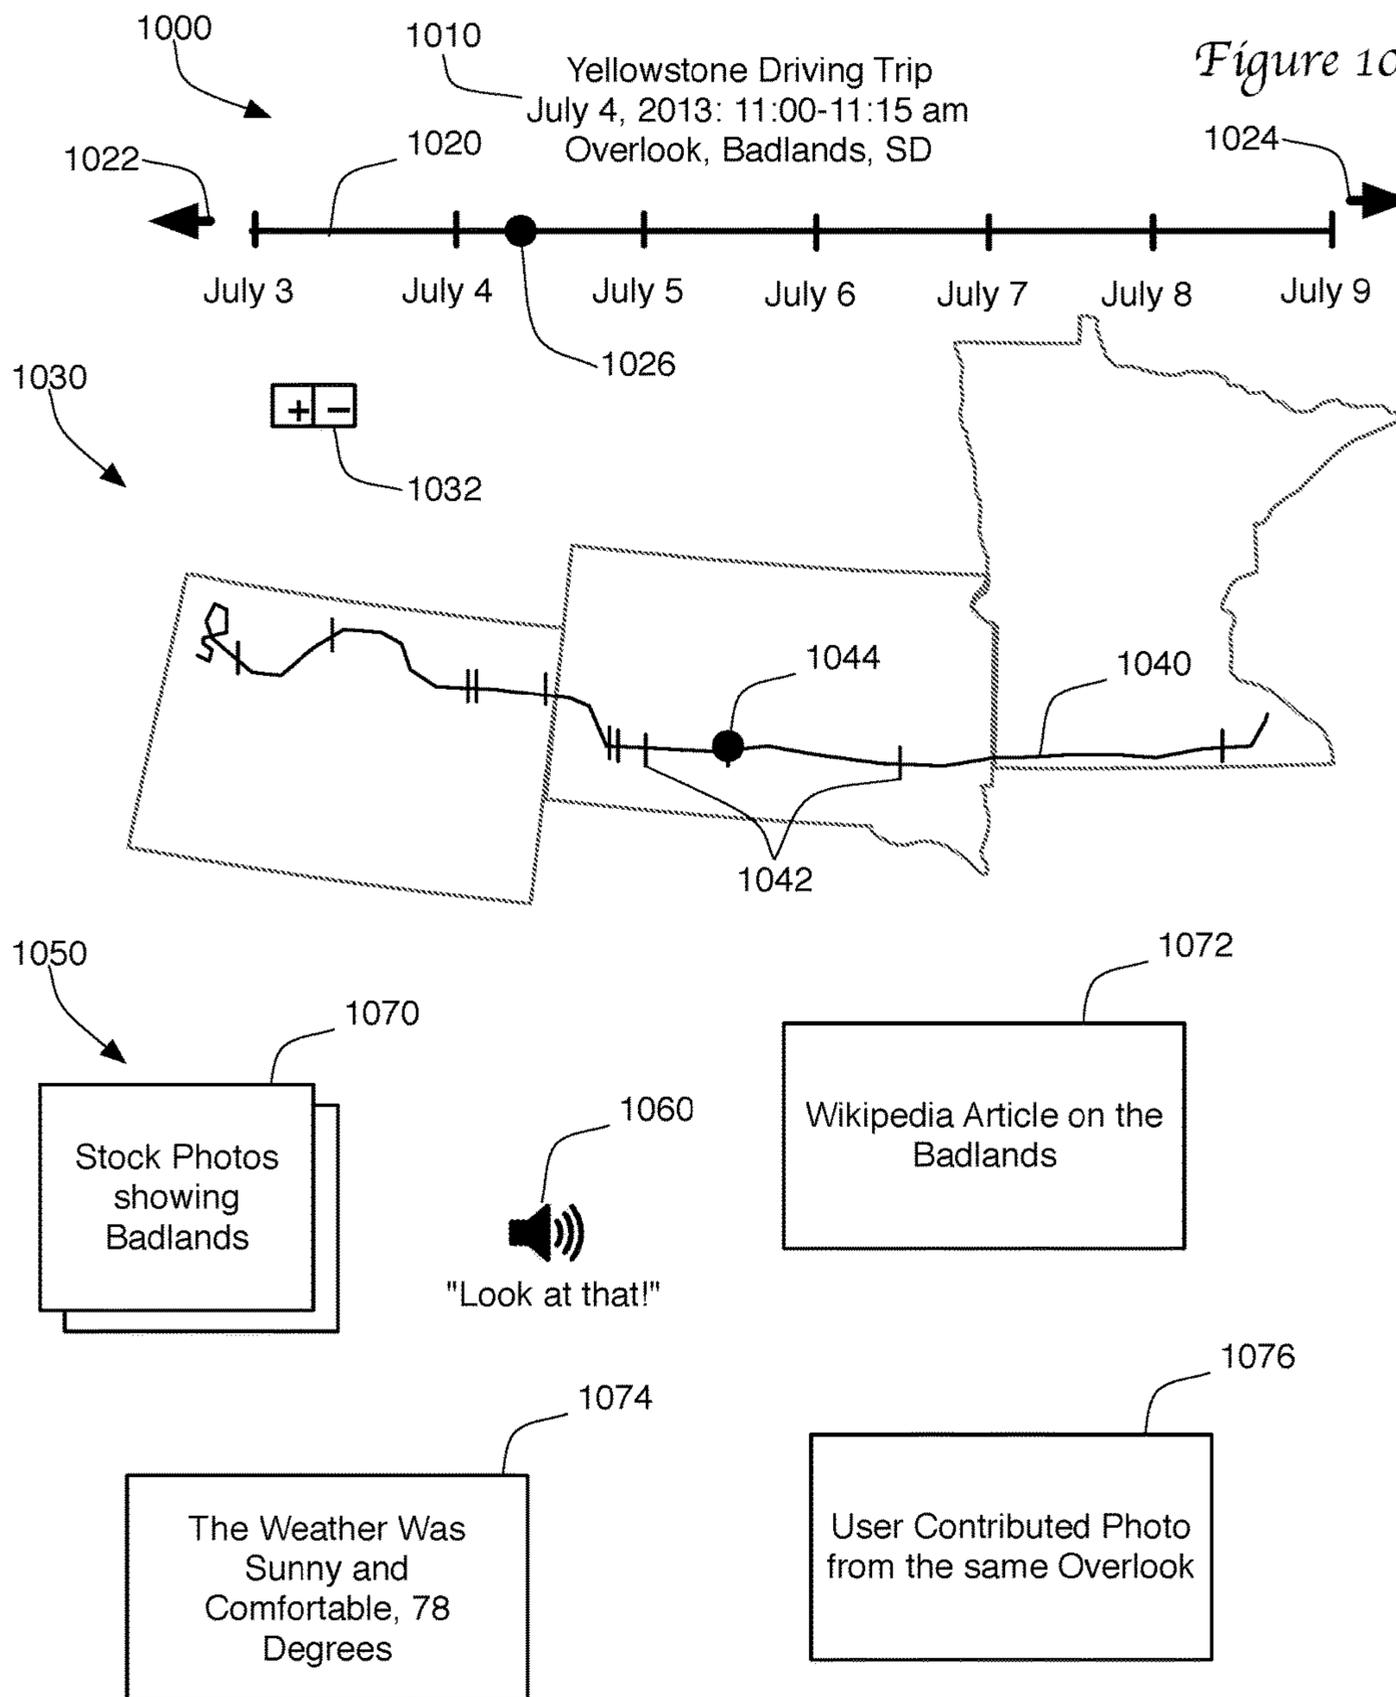 1000
1010
Figure 10
Yellowstone Driving Trip
July 4, 2013: 11:00-11:15 am
Overlook, Badlands, SD
1020
1022
1024
July 3
July 4
July 5
July 6
July 7
July 8
July 9
1026
1030
+ −
1032
1044
1040
1042
1050
1070
1072
Stock Photos
showing
Badlands
1060
"Look at that!"
Wikipedia Article on the
Badlands
1074
1076
The Weather Was
Sunny and
Comfortable, 78
Degrees
User Contributed Photo
from the same Overlook